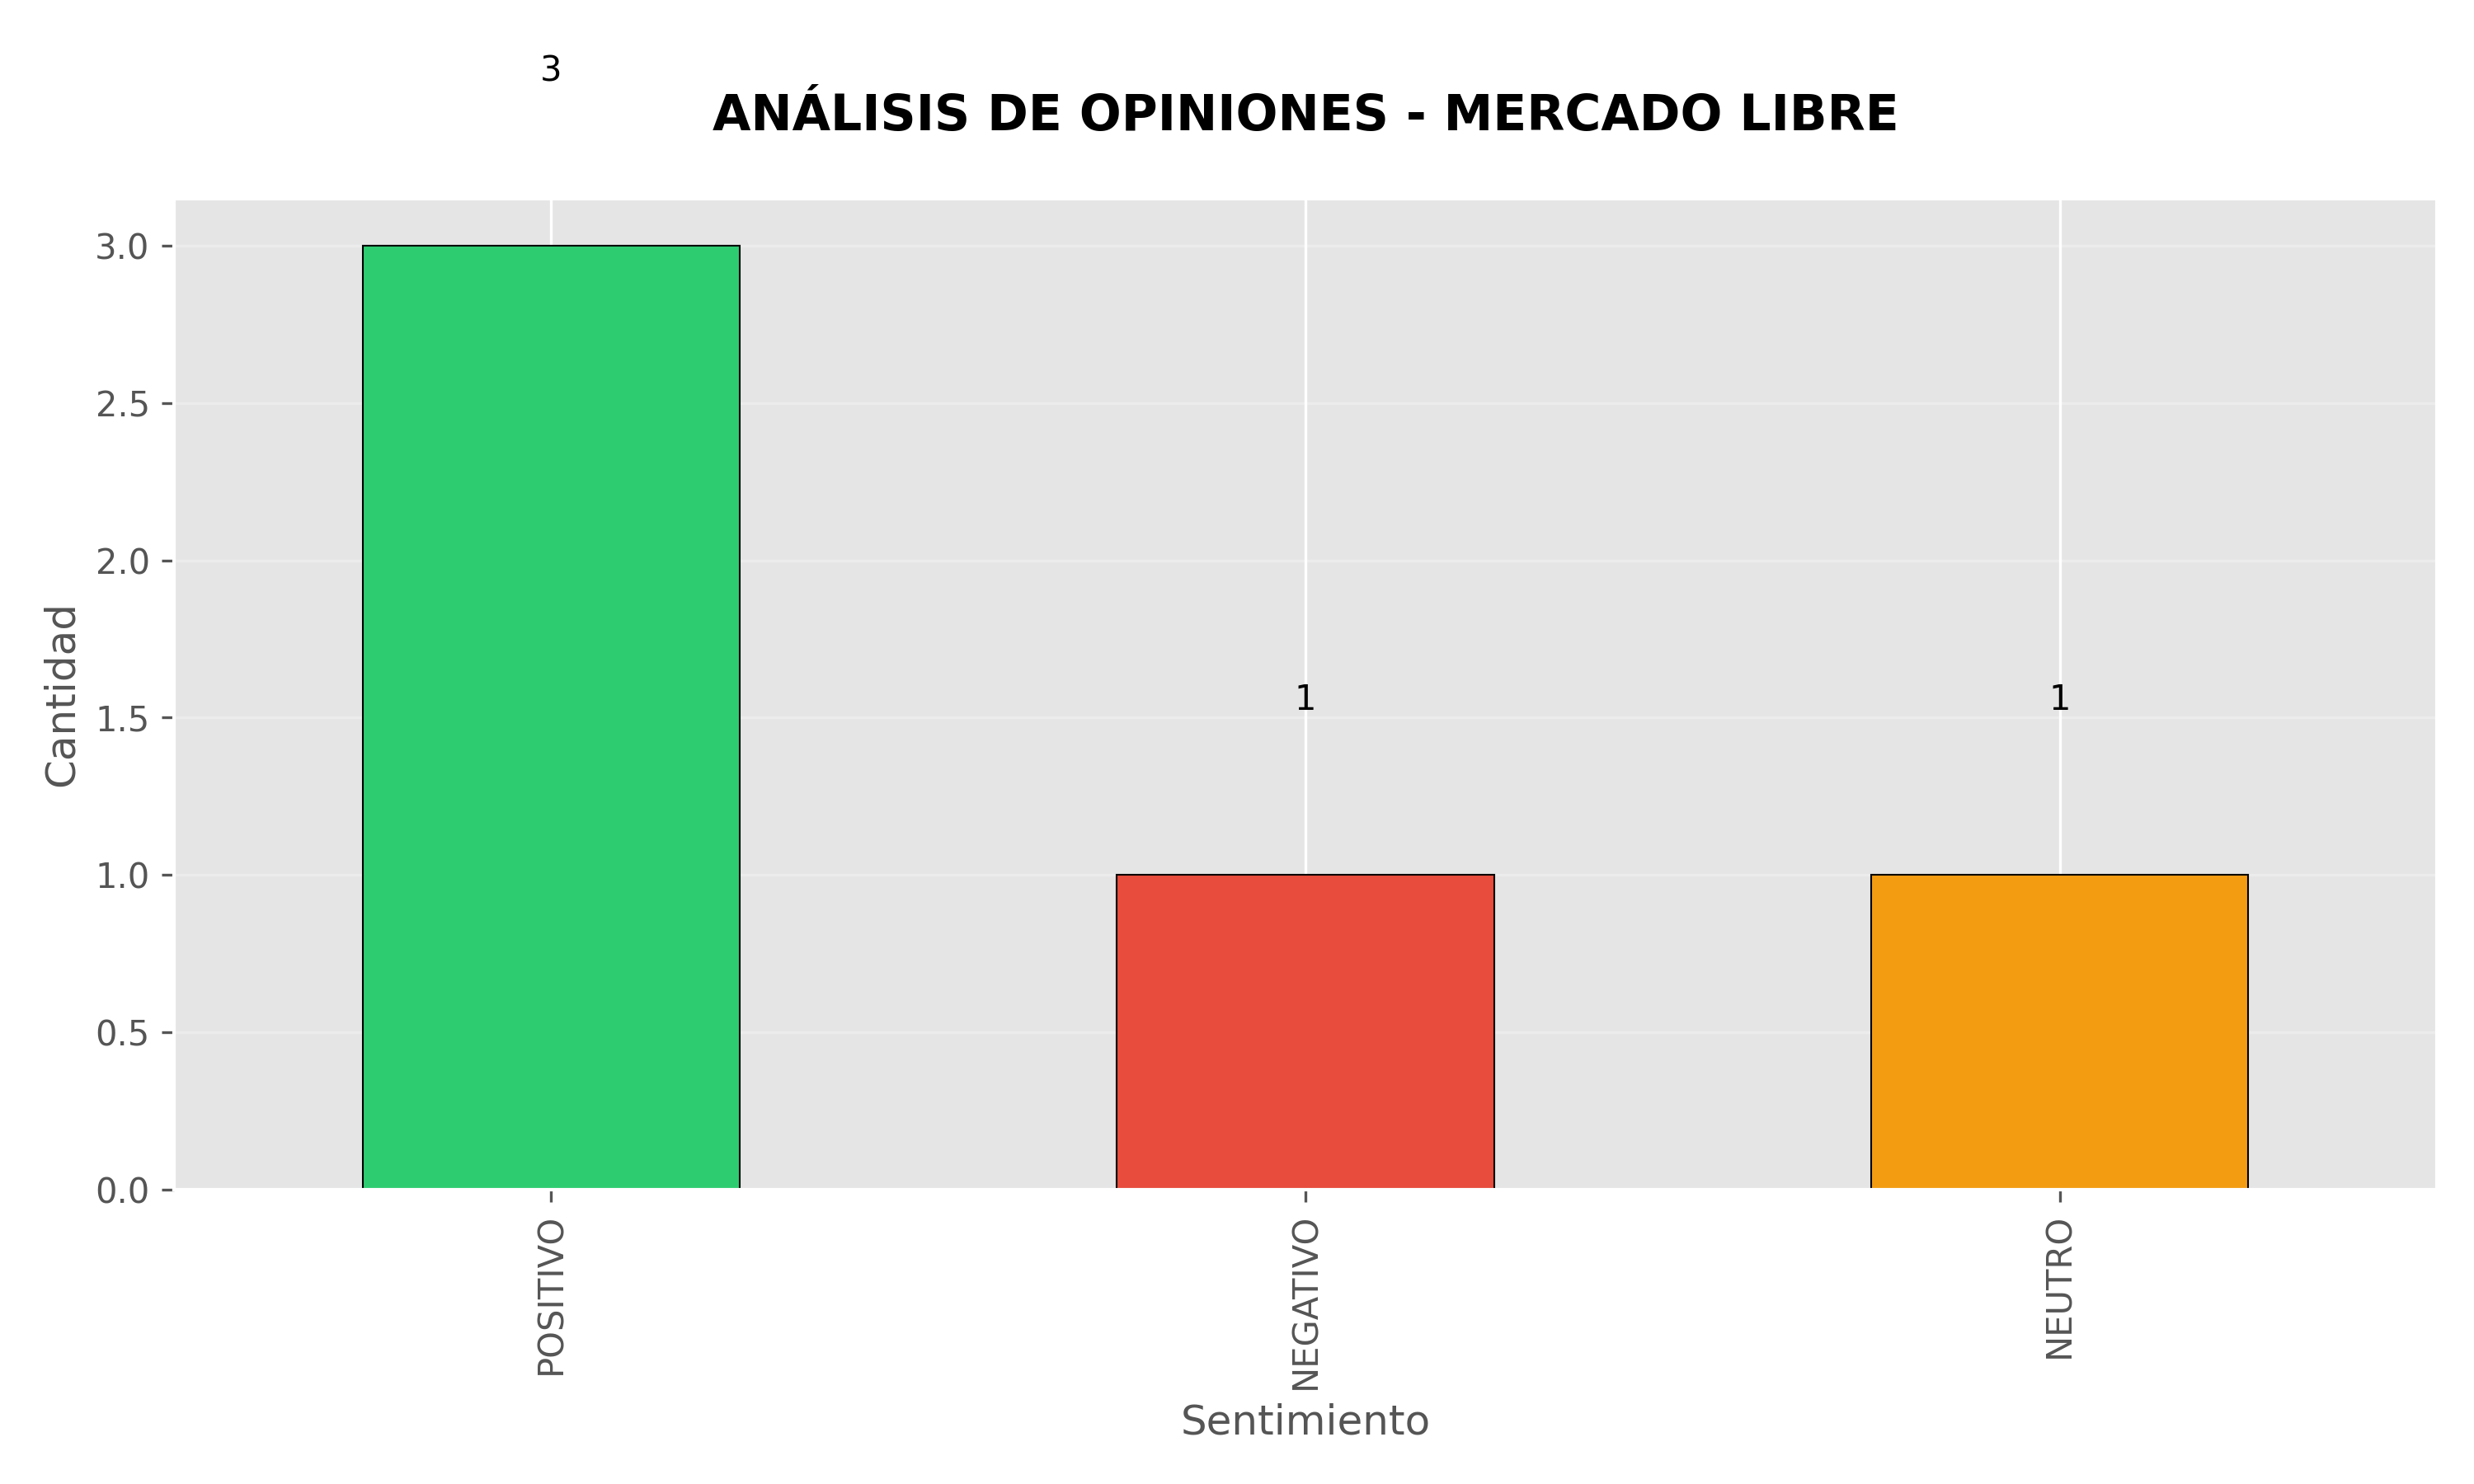 3
ANÁLISIS DE OPINIONES - MERCADO LIBRE
3.0
2.5
2.0
1.5
1.0
0.5
0.0
Cantidad
1
1
POSITIVO
NEGATIVO
NEUTRO
Sentimiento